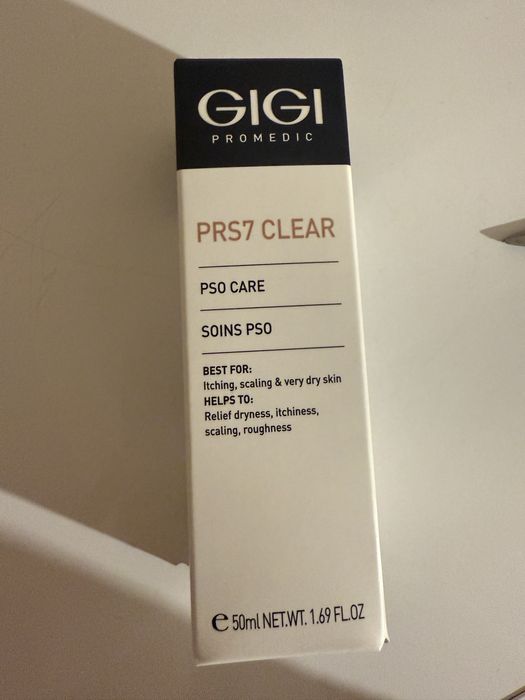 GIGI
PROMEDIC
PRS7 CLEAR
PSO CARE
SOINS PSO
BEST FOR:
Itching, scaling & very dry skin
HELPS TO:
Relief dryness, itchiness,
scaling, roughness
℮ 50ml NET.WT. 1.69 FL.OZ